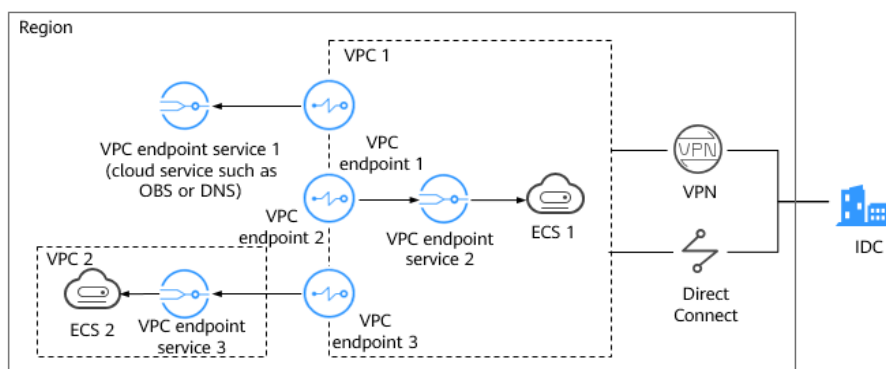 Region
VPC 1
VPC endpoint service 1
(cloud service such as
OBS or DNS)
VPC
endpoint 1
VPN
VPN
VPC
endpoint 2
VPC endpoint
service 2
ECS 1
IDC
VPC 2
ECS 2
VPC endpoint
service 3
VPC
endpoint 3
Direct
Connect